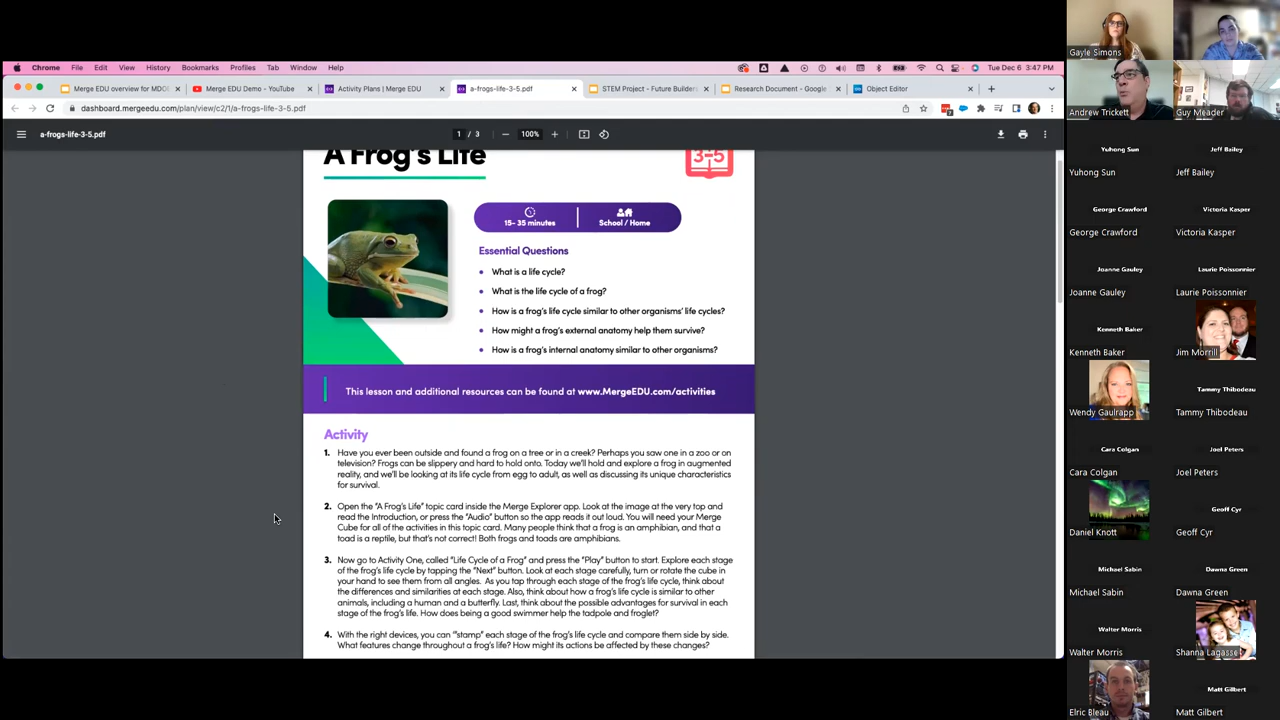 Chrome File Edit View History Bookmarks Profiles Tab Window Help
Tue Dec 6 3:47 PM
Merge EDU overview for MDO
Merge EDU Demo - YouTube
Activity Plans | Merge EDU
a-frogs-life-3-5.pdf
STEM Project - Future Builder
Research Document - Google
Object Editor
dashboard.mergeedu.com/plan/view/c2/1/a-frogs-life-3-5.pdf
a-frogs-life-3-5.pdf
1 / 3
100%
A Frog's Life
3-5
15- 35 minutes
School / Home
Essential Questions
• What is a life cycle?
• What is the life cycle of a frog?
• How is a frog's life cycle similar to other organisms' life cycles?
• How might a frog's external anatomy help them survive?
• How is a frog's internal anatomy similar to other organisms?
This lesson and additional resources can be found at www.MergeEDU.com/activities
Activity
1. Have you ever been outside and found a frog on a tree or in a creek? Perhaps you saw one in a zoo or on
television? Frogs can be slippery and hard to hold onto. Today we'll hold and explore a frog in augmented
reality, and we'll be looking at its life cycle from egg to adult, as well as discussing its unique characteristics
for survival.
2. Open the "A Frog's Life" topic card inside the Merge Explorer app. Look at the image at the very top and
read the Introduction, or press the "Audio" button so the app reads it out loud. You will need your Merge
Cube for all of the activities in this topic card. Many people think that a frog is an amphibian, and that a
toad is a reptile, but that's not correct! Both frogs and toads are amphibians.
3. Now go to Activity One, called "Life Cycle of a Frog" and press the "Play" button to start. Explore each stage
of the frog's life cycle by tapping the "Next" button. Look at each stage carefully, turn or rotate the cube in
your hand to see them from all angles. As you tap through each stage of the frog's life cycle, think about
the differences and similarities at each stage. Also, think about how a frog's life cycle is similar to other
animals, including a human and a butterfly. Last, think about the possible advantages for survival in each
stage of the frog's life. How does being a good swimmer help the tadpole and froglet?
4. With the right devices, you can "stamp" each stage of the frog's life cycle and compare them side by side.
What features change throughout a frog's life? How might its actions be affected by these changes?
Gayle Simons
Andrew Trickett
Guy Meader
Yuhong Sun
Jeff Bailey
Yuhong Sun
Jeff Bailey
George Crawford
Victoria Kasper
George Crawford
Victoria Kasper
Joanne Gauley
Laurie Poissonnier
Joanne Gauley
Laurie Poissonnier
Kenneth Baker
Kenneth Baker
Jim Morrill
Tammy Thibodeau
Wendy Gaulrapp
Tammy Thibodeau
Cara Colgan
Joel Peters
Cara Colgan
Joel Peters
Geoff Cyr
Daniel Knott
Geoff Cyr
Michael Sabin
Dawna Green
Michael Sabin
Dawna Green
Walter Morris
Walter Morris
Shanna Lagasse
Matt Gilbert
Elric Bleau
Matt Gilbert